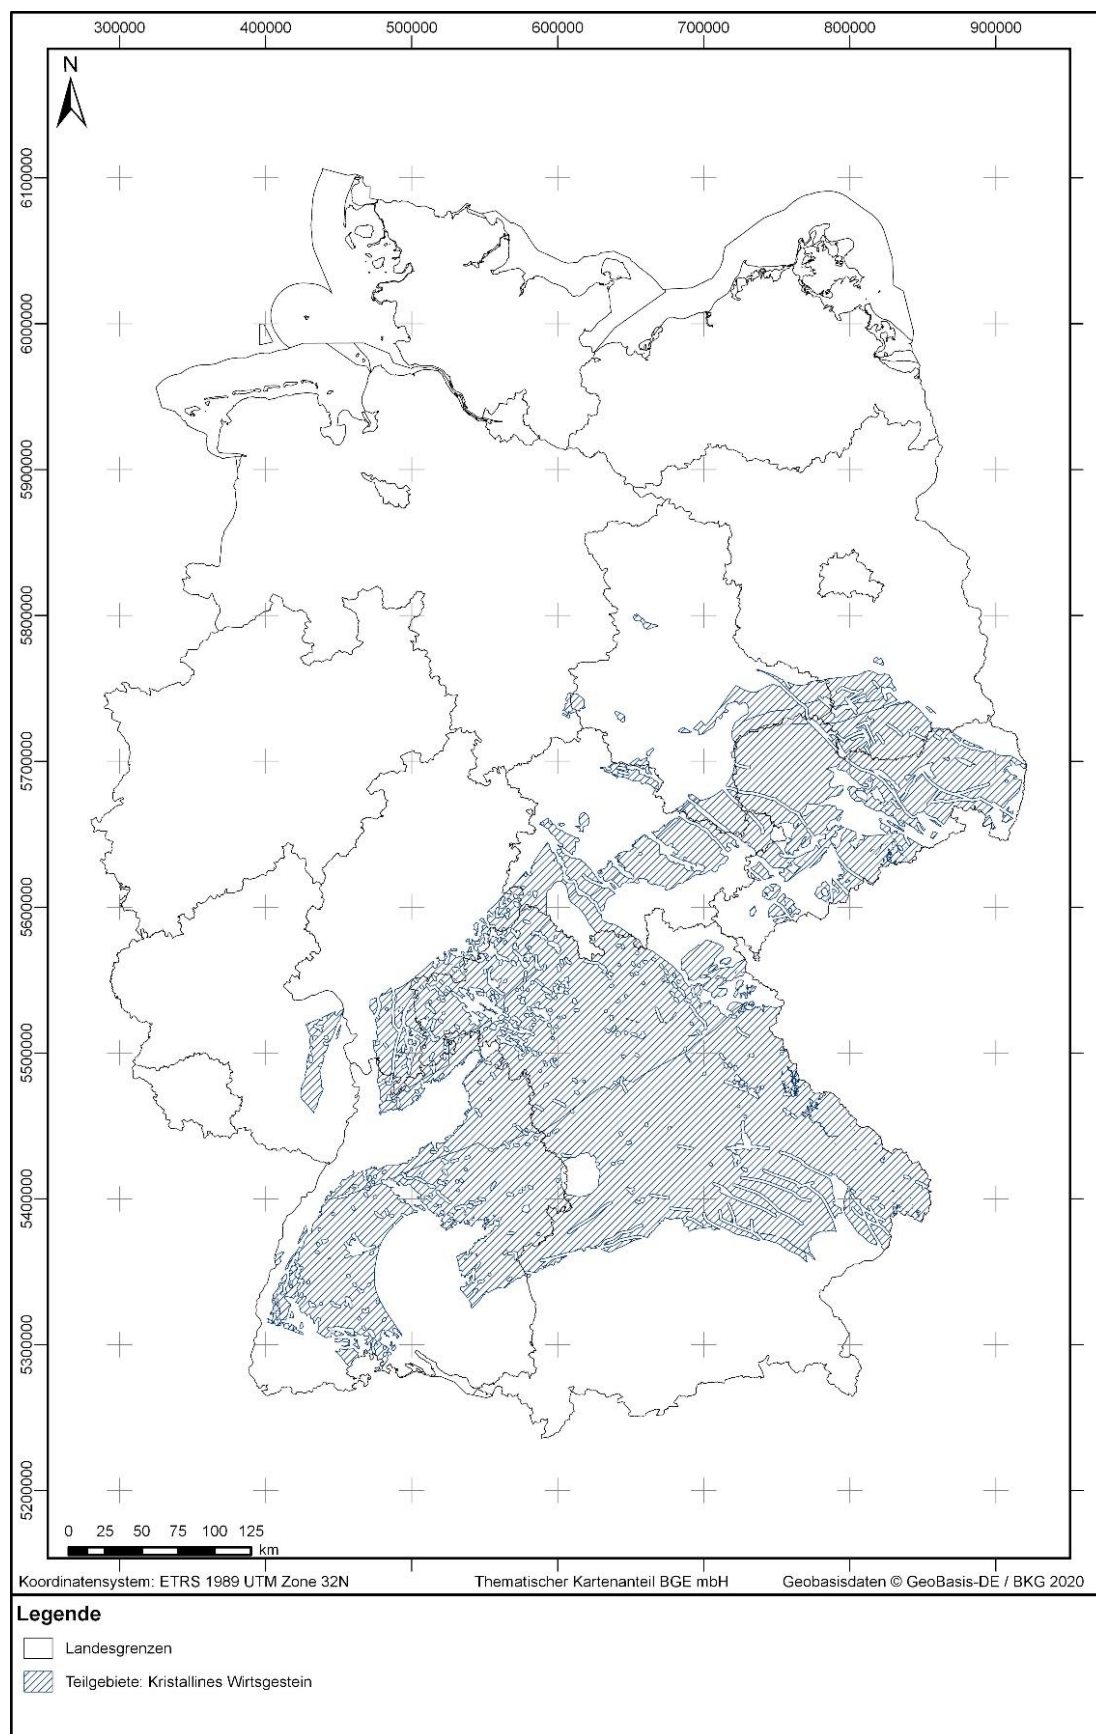 300000 400000 500000 600000 700000 800000 900000
N
6100000
6000000
5900000
5800000
5700000
5600000
5500000
5400000
5300000
5200000
0 25 50 75 100 125
km
Koordinatensystem: ETRS 1989 UTM Zone 32N Thematischer Kartenanteil BGE mbH Geobasisdaten © GeoBasis-DE / BKG 2020
Legende
Landesgrenzen
Teilgebiete: Kristallines Wirtsgestein